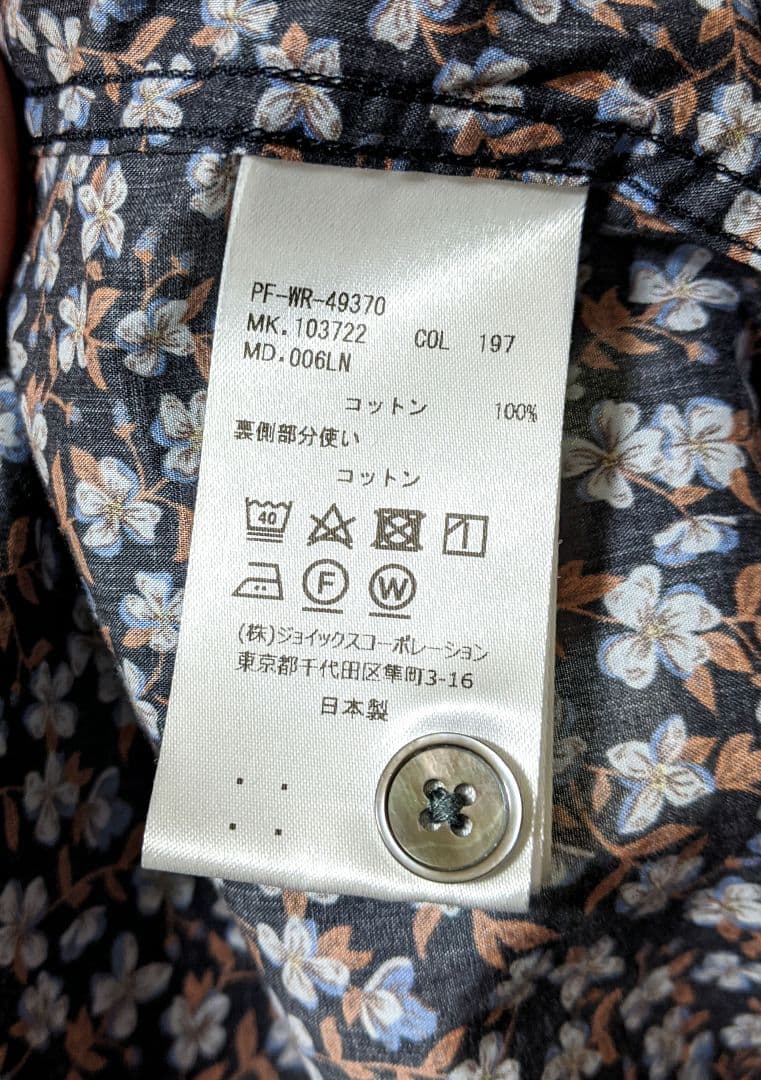 PF-WR-49370
MK.103722 COL 197
MD.006LN
コットン 100%
裏側部分使い
コットン
40
F W
(株)ジョイックスコーポレーション
東京都千代田区隼町3-16
日本製